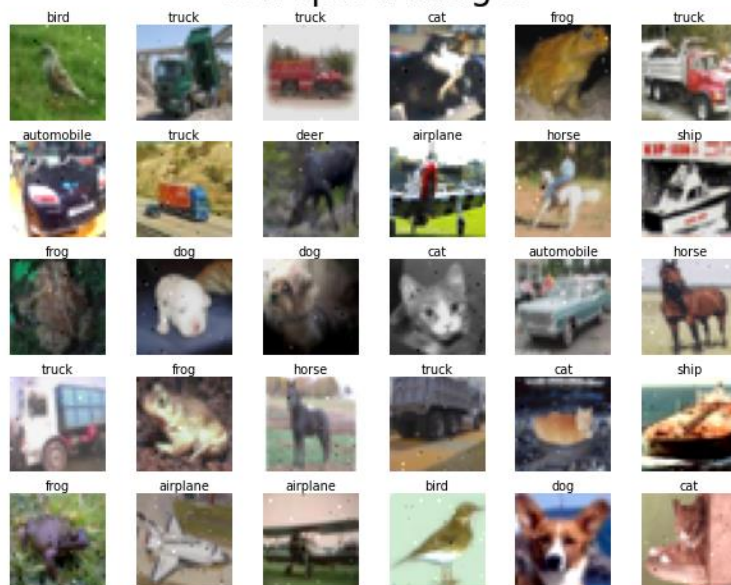 bird truck truck cat frog truck
automobile truck deer airplane horse ship
frog dog dog cat automobile horse
truck frog horse truck cat ship
frog airplane airplane bird dog cat